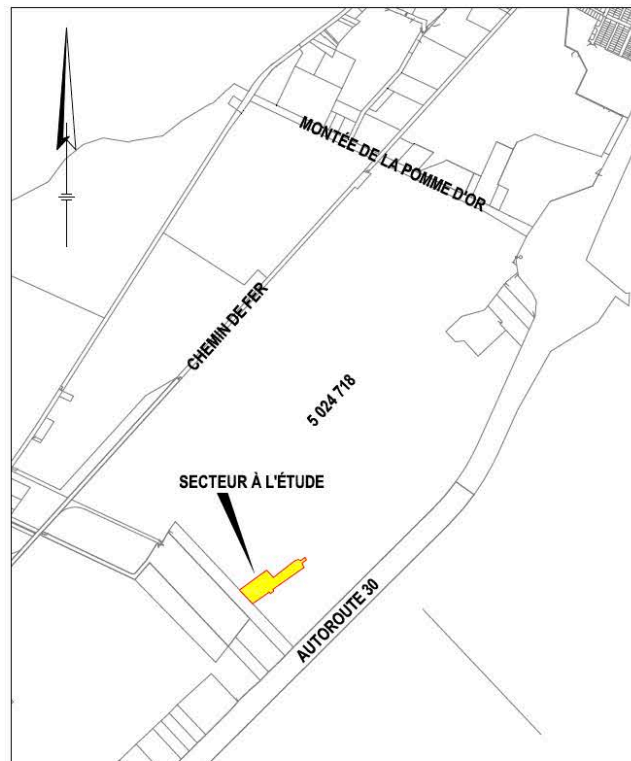 MONTÉE DE LA POMME D'OR
CHEMIN DE FER
5 024 718
SECTEUR À L'ÉTUDE
AUTOROUTE 30